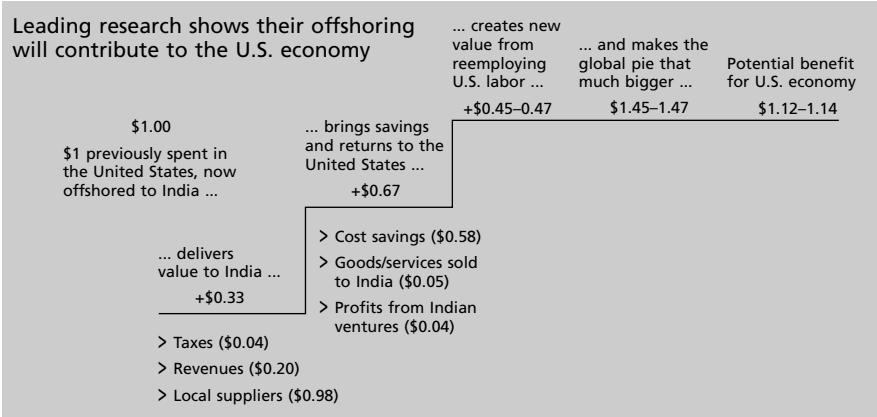 Leading research shows their offshoring
will contribute to the U.S. economy
$1.00
$1 previously spent in
the United States, now
offshored to India ...
... delivers
value to India ...
+$0.33
> Taxes ($0.04)
> Revenues ($0.20)
> Local suppliers ($0.98)
... brings savings
and returns to the
United States ...
+$0.67
> Cost savings ($0.58)
> Goods/services sold
to India ($0.05)
> Profits from Indian
ventures ($0.04)
... creates new
value from
reemploying
U.S. labor ...
+$0.45–0.47
... and makes the
global pie that
much bigger ...
$1.45–1.47
Potential benefit
for U.S. economy
$1.12–1.14